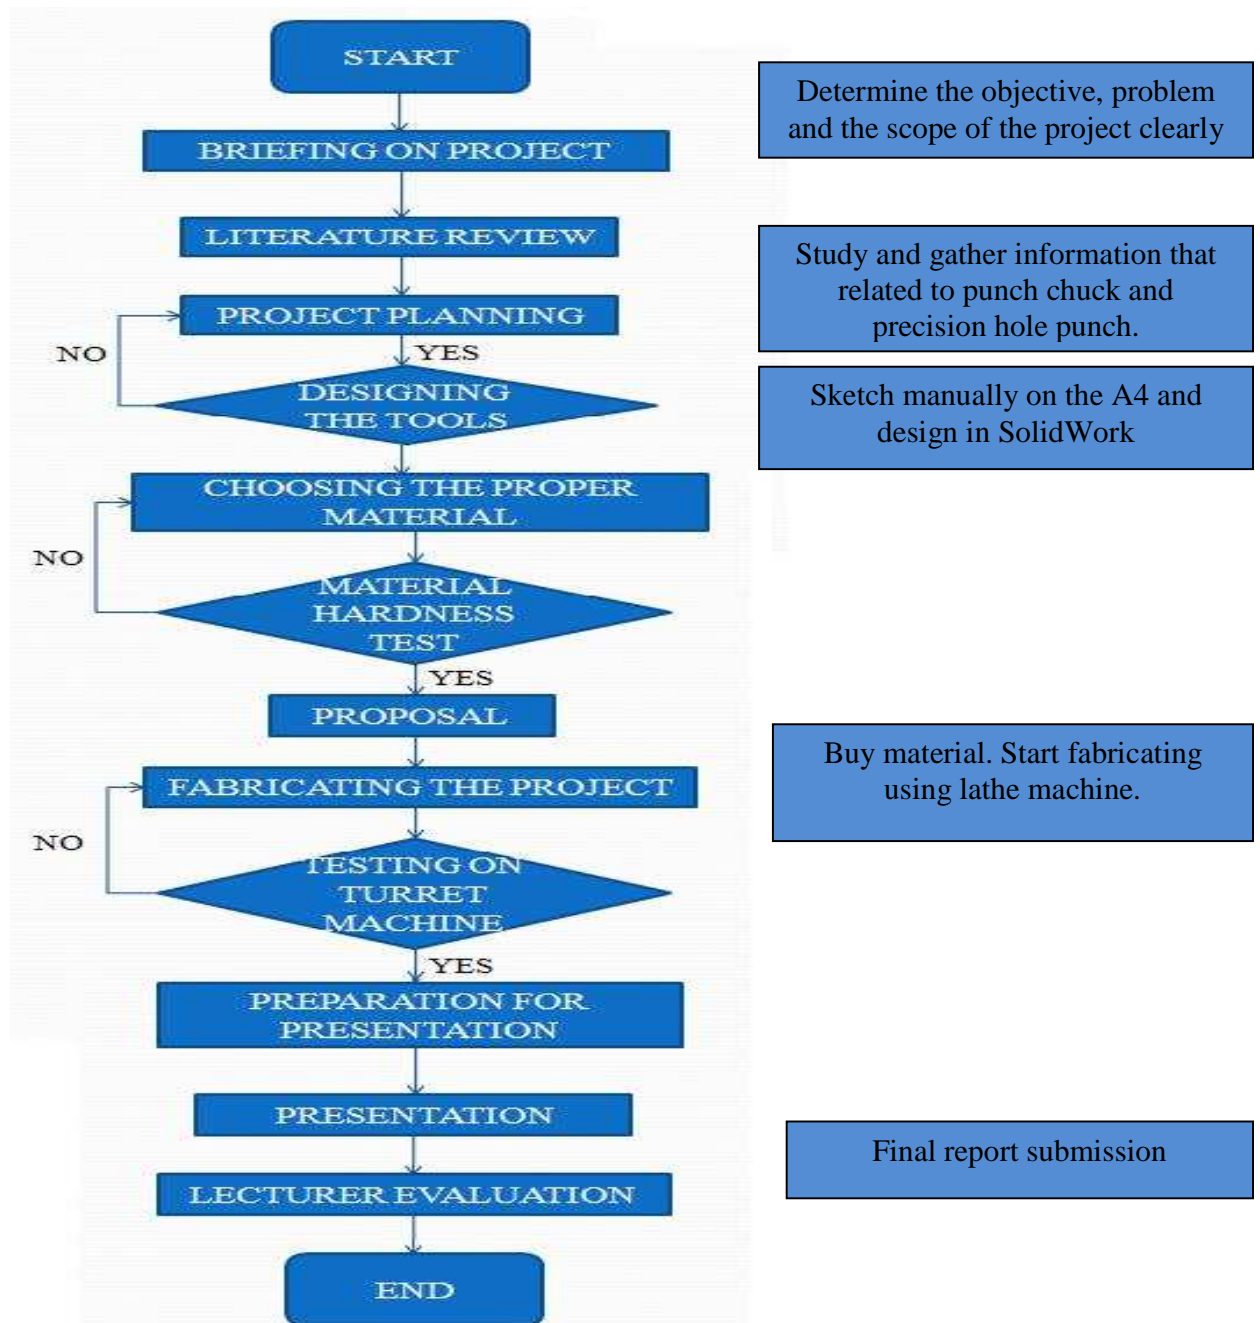 START
Determine the objective, problem
and the scope of the project clearly
BRIEFING ON PROJECT
LITERATURE REVIEW
Study and gather information that
related to punch chuck and
precision hole punch.
PROJECT PLANNING
NO
YES
DESIGNING
THE TOOLS
Sketch manually on the A4 and
design in SolidWork
CHOOSING THE PROPER
MATERIAL
NO
MATERIAL
HARDNESS
TEST
YES
PROPOSAL
Buy material. Start fabricating
using lathe machine.
FABRICATING THE PROJECT
NO
TESTING ON
TURRET
MACHINE
YES
PREPARATION FOR
PRESENTATION
PRESENTATION
Final report submission
LECTURER EVALUATION
END